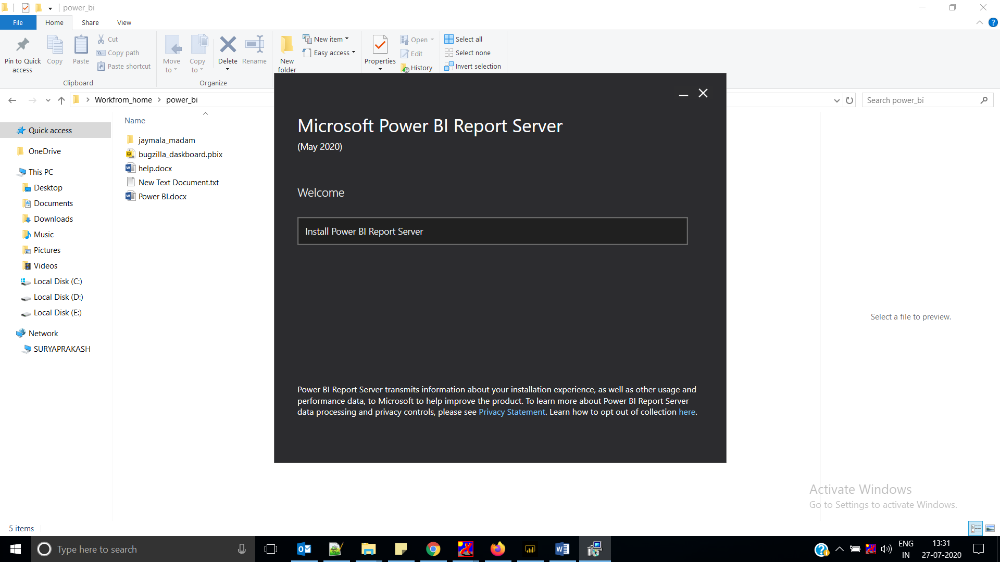 power_bi
File
Home
Share
View
Pin to Quick access
Copy
Paste
Cut
Copy path
Paste shortcut
Clipboard
Move to
Copy to
Delete
Rename
Organize
New folder
New item
Easy access
Properties
Open
Edit
History
Select all
Select none
Invert selection
Workfrom_home
power_bi
Search power_bi
Name
Quick access
OneDrive
This PC
Desktop
Documents
Downloads
Music
Pictures
Videos
Local Disk (C:)
Local Disk (D:)
Local Disk (E:)
Network
SURYAPRAKASH
jaymala_madam
bugzilla_daskboard.pbix
help.docx
New Text Document.txt
Power BI.docx
Microsoft Power BI Report Server
(May 2020)
Welcome
Install Power BI Report Server
Power BI Report Server transmits information about your installation experience, as well as other usage and
performance data, to Microsoft to help improve the product. To learn more about Power BI Report Server
data processing and privacy controls, please see Privacy Statement. Learn how to opt out of collection here.
Select a file to preview.
Activate Windows
Go to Settings to activate Windows.
5 items
Type here to search
ENG
IN
13:31
27-07-2020